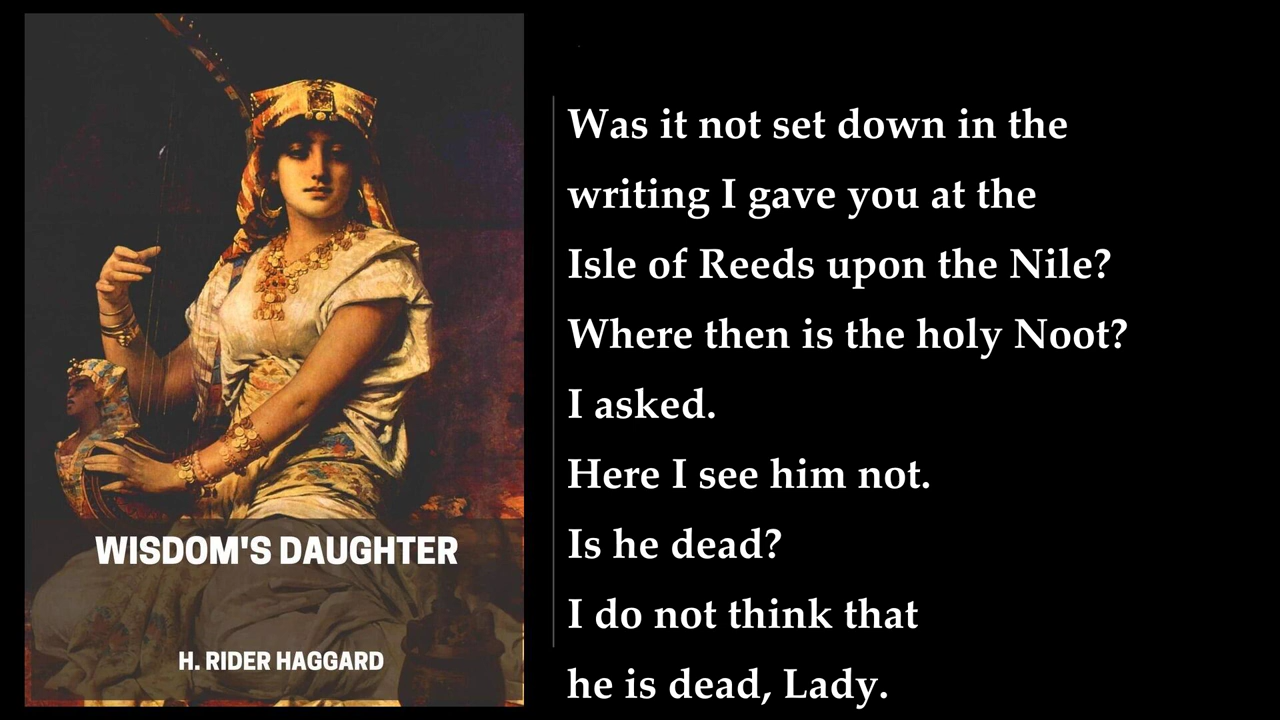 WISDOM'S DAUGHTER
H. RIDER HAGGARD
Was it not set down in the
writing I gave you at the
Isle of Reeds upon the Nile?
Where then is the holy Noot?
I asked.
Here I see him not.
Is he dead?
I do not think that
he is dead, Lady.